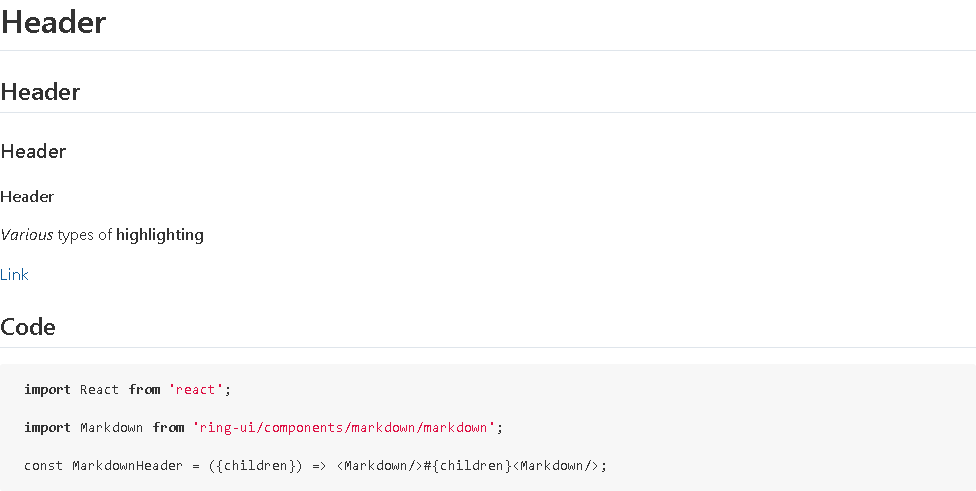 Header
Header
Header
Header
Various types of highlighting
Link
Code
import React from 'react';
import Markdown from 'ring-ui/components/markdown/markdown';
const MarkdownHeader = ({children}) => <Markdown/>#{children}<Markdown/>;